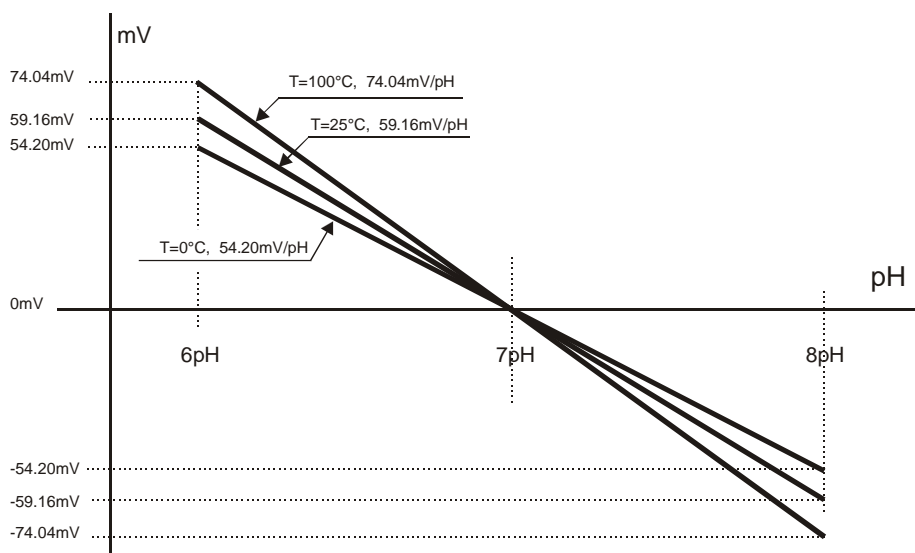 mV
74.04mV
T=100°C, 74.04mV/pH
59.16mV
T=25°C, 59.16mV/pH
54.20mV
T=0°C, 54.20mV/pH
pH
0mV
6pH
7pH
8pH
-54.20mV
-59.16mV
-74.04mV